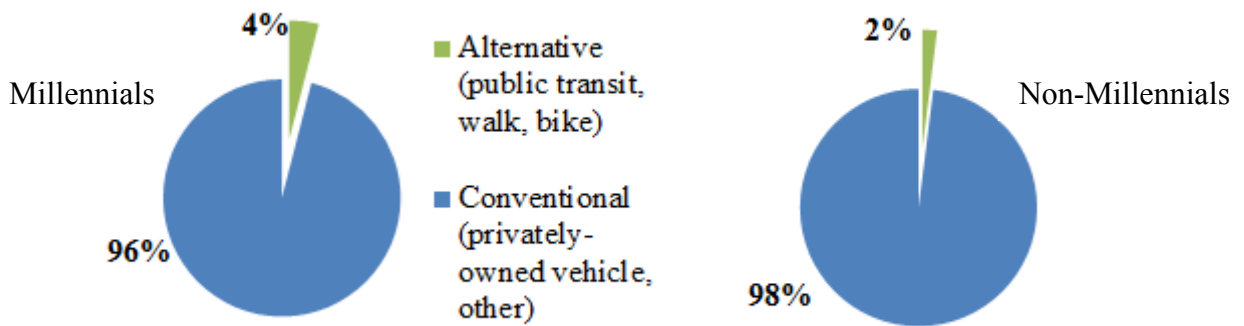 4%
Millennials
96%
Alternative
(public transit,
walk, bike)
Conventional
(privately-
owned vehicle,
other)
2%
Non-Millennials
98%